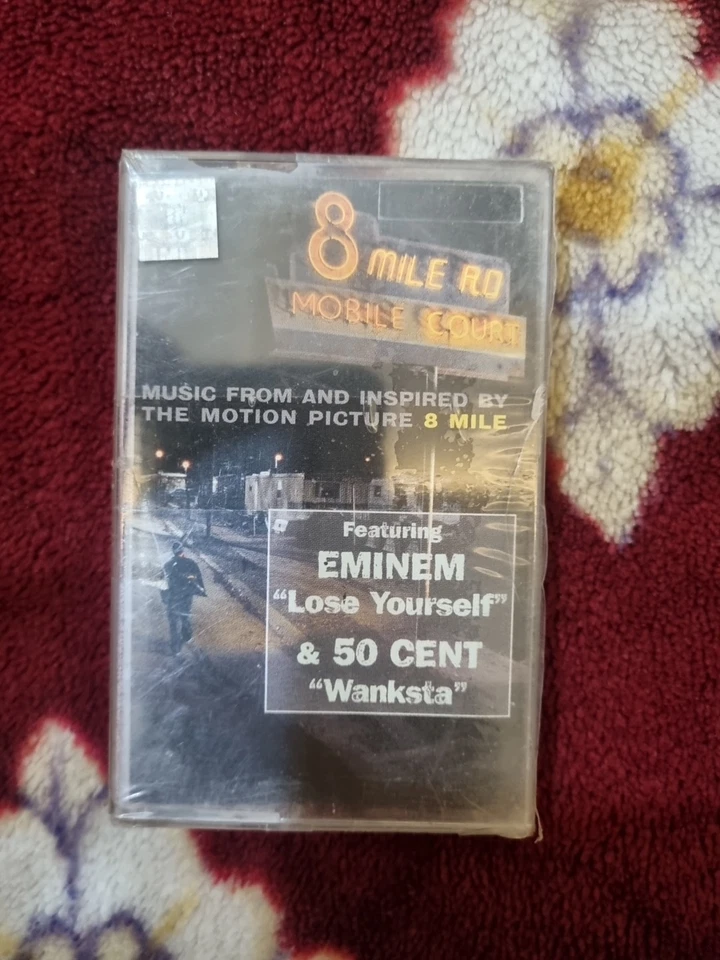 8 MILE RD
MOBILE COURT
MUSIC FROM AND INSPIRED BY
THE MOTION PICTURE 8 MILE
Featuring
EMINEM
“Lose Yourself”
& 50 CENT
“Wanksta”